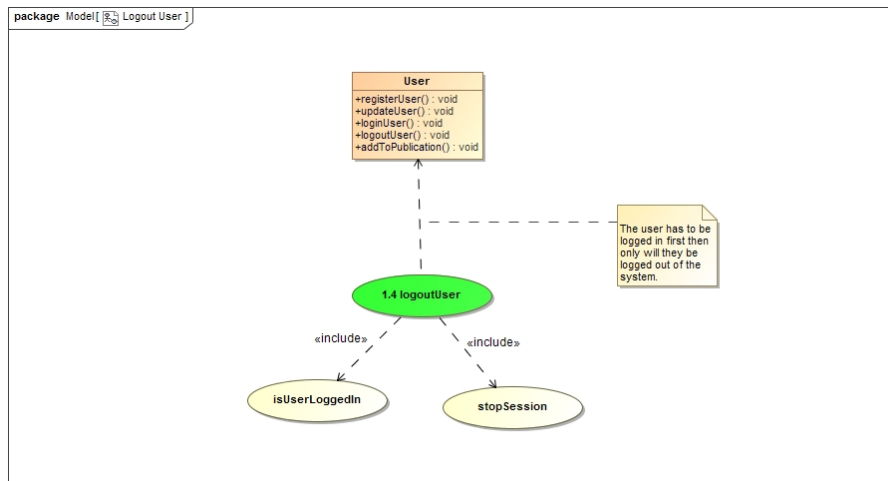 package Model[ Logout User ]
User
+registerUser() : void
+updateUser() : void
+loginUser() : void
+logoutUser() : void
+addToPublication() : void
The user has to be
logged in first then
only will they be
logged out of the
system.
1.4 logoutUser
«include»
«include»
isUserLoggedIn
stopSession